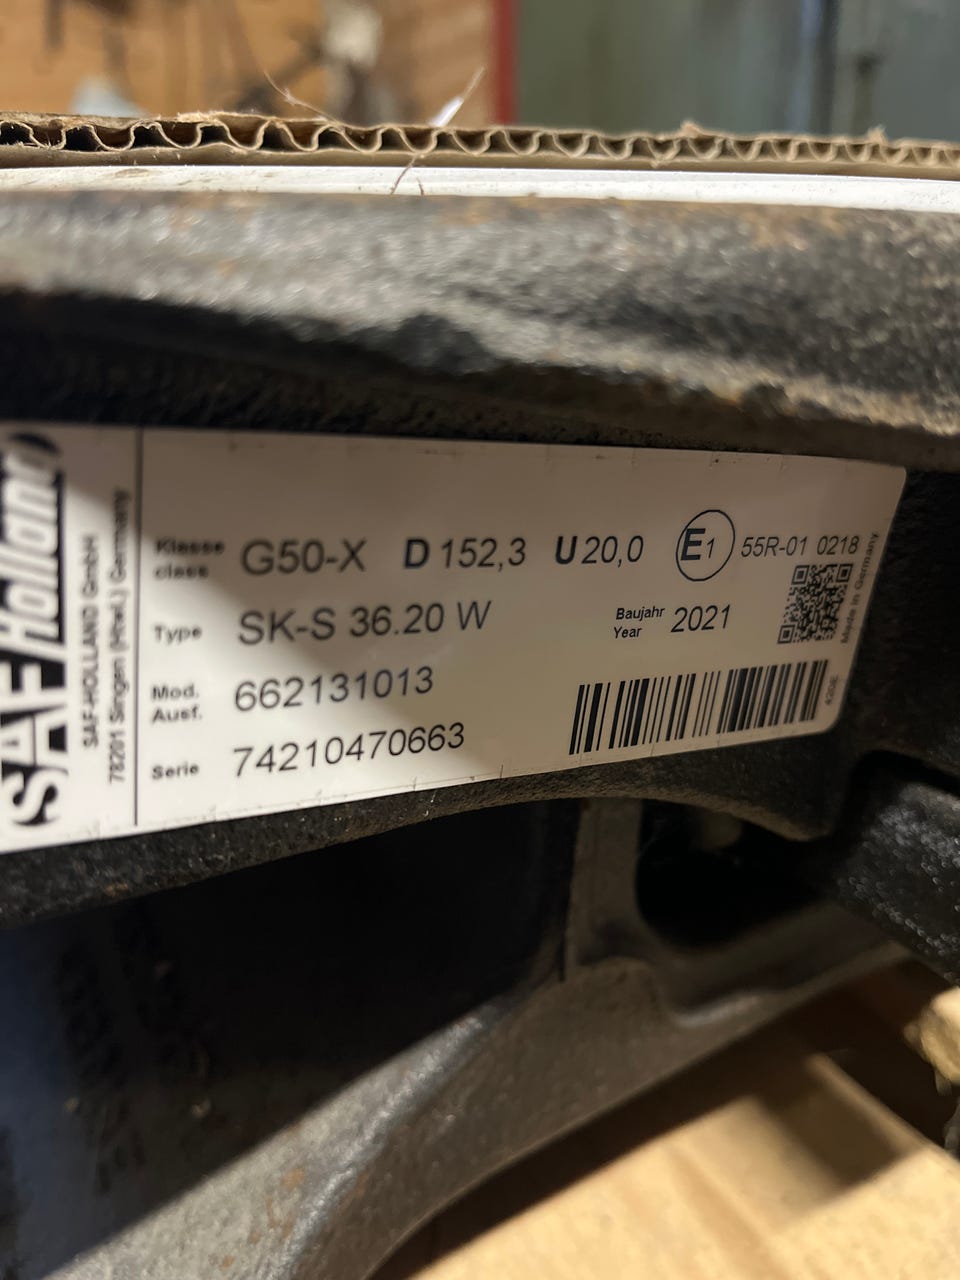 SAF Holland
SAF-HOLLAND GmbH
78201 Singen (Htwl.) Germany
Klasse class G50-X D 152,3 U 20,0 E1 55R-01 0218
Type SK-S 36.20 W Baujahr Year 2021
Mod. Ausf. 662131013
Serie 74210470663
Made in Germany
420E